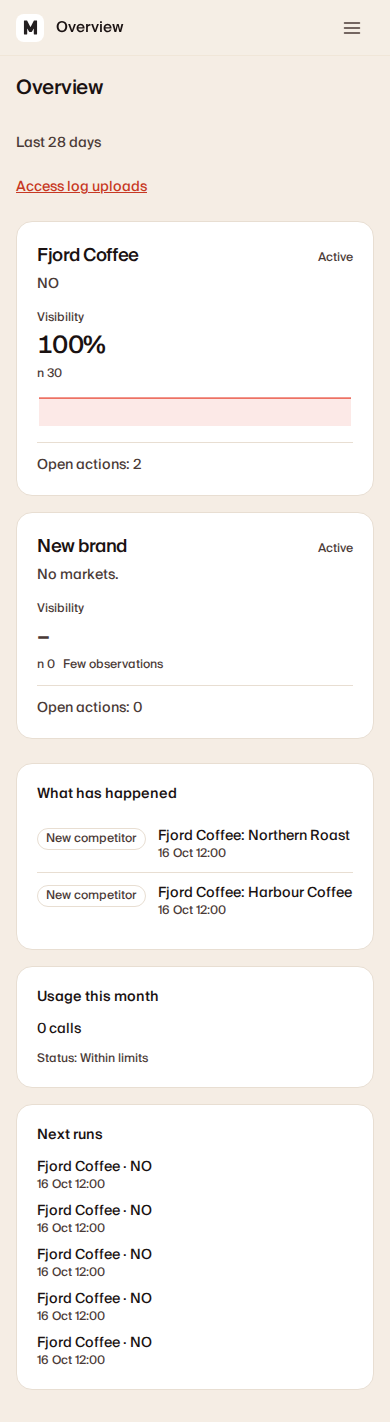 M Overview
Overview
Last 28 days
Access log uploads
Fjord Coffee Active
NO
Visibility
100%
n 30
Open actions: 2
New brand Active
No markets.
Visibility
–
n 0 Few observations
Open actions: 0
What has happened
New competitor Fjord Coffee: Northern Roast
16 Oct 12:00
New competitor Fjord Coffee: Harbour Coffee
16 Oct 12:00
Usage this month
0 calls
Status: Within limits
Next runs
Fjord Coffee · NO
16 Oct 12:00
Fjord Coffee · NO
16 Oct 12:00
Fjord Coffee · NO
16 Oct 12:00
Fjord Coffee · NO
16 Oct 12:00
Fjord Coffee · NO
16 Oct 12:00